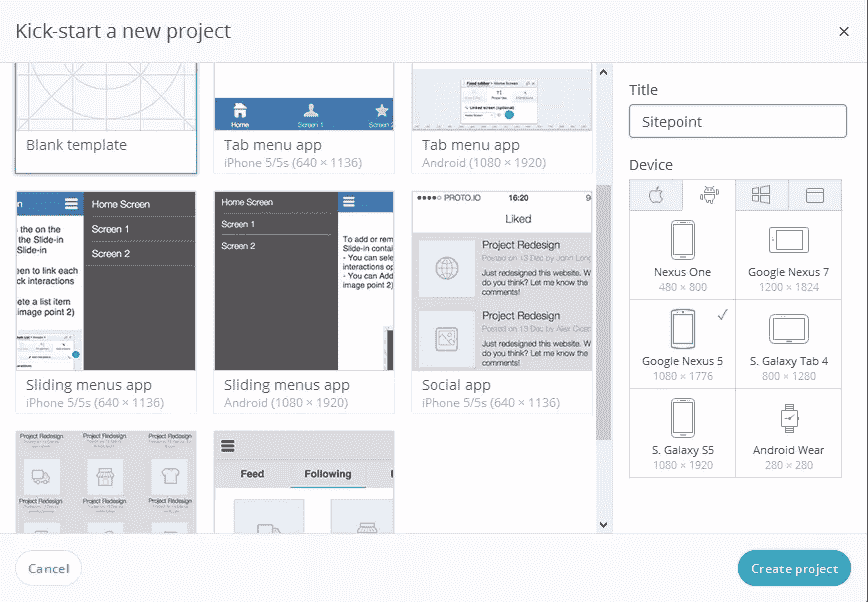 Kick-start a new project
×
Blank template
Home
Screen 1
Screen 2
Tab menu app
iPhone 5/5s (640 × 1136)
Tab menu app
Android (1080 × 1920)
n
Home Screen
Screen 1
Screen 2
the on the
the Slide-in
Slide-in
een to link each
ck interactions
elete a list item
image point 2)
Sliding menus app
iPhone 5/5s (640 × 1136)
Home Screen
Screen 1
Screen 2
To add or rem
Slide-in contai
- You can sele
interactions op
- You can Add
image point 2)
Sliding menus app
Android (1080 × 1920)
PROTO.IO
16:20
9
Liked
Project Redesign
Posted on 13 Dec by John Long
Just redesigned this website. W
do you think? Let me know the
comments!
Project Redesign
Posted on 13 Dec by Alex
Just redesigned this website. W
do you think? Let me know the
comments!
Social app
iPhone 5/5s (640 × 1136)
Project Redesign
Project Redesign
Project Redesign
Project Redesign
Project Redesign
Project Redesign
Feed
Following
Title
Sitepoint
Device
Nexus One
480 × 800
Google Nexus 7
1200 × 1824
Google Nexus 5
1080 × 1776
S. Galaxy Tab 4
800 × 1280
S. Galaxy S5
1080 × 1920
Android Wear
280 × 280
Cancel
Create project